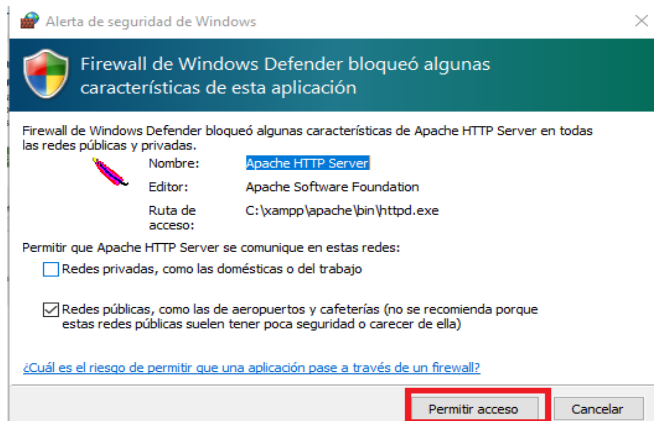 Alerta de seguridad de Windows
Firewall de Windows Defender bloqueó algunas
características de esta aplicación
Firewall de Windows Defender bloqueó algunas características de Apache HTTP Server en todas
las redes públicas y privadas.
Nombre: Apache HTTP Server
Editor: Apache Software Foundation
Ruta de acceso: C:\xampp\apache\bin\httpd.exe
Permitir que Apache HTTP Server se comunique en estas redes:
Redes privadas, como las domésticas o del trabajo
Redes públicas, como las de aeropuertos y cafeterías (no se recomienda porque
estas redes públicas suelen tener poca seguridad o carecer de ella)
¿Cuál es el riesgo de permitir que una aplicación pase a través de un firewall?
Permitir acceso Cancelar